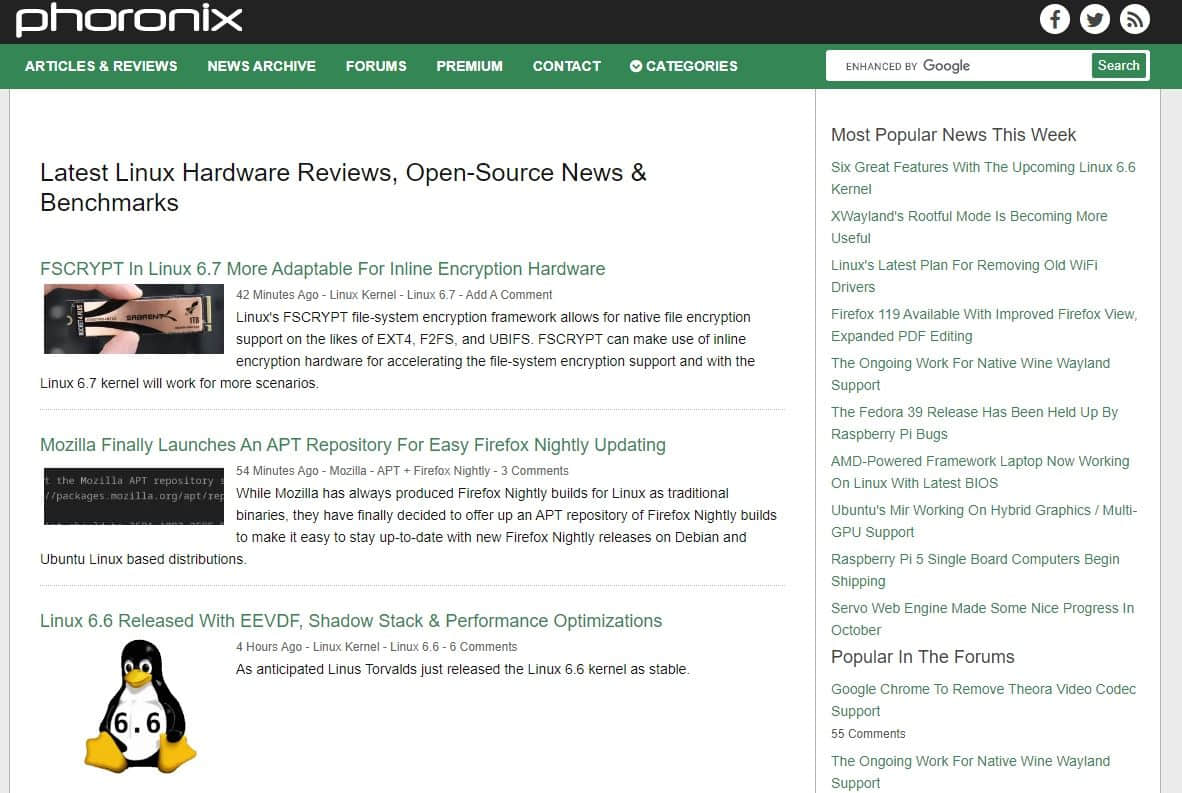 phoronix
ARTICLES & REVIEWS NEWS ARCHIVE FORUMS PREMIUM CONTACT CATEGORIES
ENHANCED BY Google Search
Latest Linux Hardware Reviews, Open-Source News &
Benchmarks
FSCRYPT In Linux 6.7 More Adaptable For Inline Encryption Hardware
SABRENT
1TB
42 Minutes Ago - Linux Kernel - Linux 6.7 - Add A Comment
Linux's FSCRYPT file-system encryption framework allows for native file encryption
support on the likes of EXT4, F2FS, and UBIFS. FSCRYPT can make use of inline
encryption hardware for accelerating the file-system encryption support and with the
Linux 6.7 kernel will work for more scenarios.
Mozilla Finally Launches An APT Repository For Easy Firefox Nightly Updating
t the Mozilla APT repository s
//packages.mozilla.org/apt/rep
54 Minutes Ago - Mozilla - APT + Firefox Nightly - 3 Comments
While Mozilla has always produced Firefox Nightly builds for Linux as traditional
binaries, they have finally decided to offer up an APT repository of Firefox Nightly builds
to make it easy to stay up-to-date with new Firefox Nightly releases on Debian and
Ubuntu Linux based distributions.
Linux 6.6 Released With EEVDF, Shadow Stack & Performance Optimizations
6.6
4 Hours Ago - Linux Kernel - Linux 6.6 - 6 Comments
As anticipated Linus Torvalds just released the Linux 6.6 kernel as stable.
Most Popular News This Week
Six Great Features With The Upcoming Linux 6.6
Kernel
XWayland's Rootful Mode Is Becoming More
Useful
Linux's Latest Plan For Removing Old WiFi
Drivers
Firefox 119 Available With Improved Firefox View,
Expanded PDF Editing
The Ongoing Work For Native Wine Wayland
Support
The Fedora 39 Release Has Been Held Up By
Raspberry Pi Bugs
AMD-Powered Framework Laptop Now Working
On Linux With Latest BIOS
Ubuntu's Mir Working On Hybrid Graphics / Multi-
GPU Support
Raspberry Pi 5 Single Board Computers Begin
Shipping
Servo Web Engine Made Some Nice Progress In
October
Popular In The Forums
Google Chrome To Remove Theora Video Codec
Support
55 Comments
The Ongoing Work For Native Wine Wayland
Support